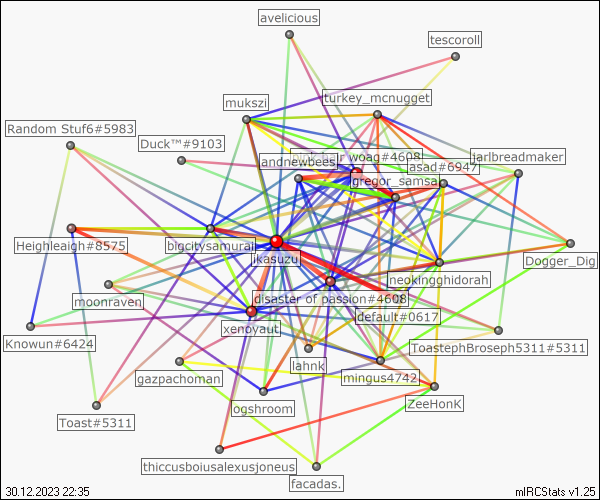 avelicious
tescoroll
turkey_mcnugget
mukszi
Random Stuf6#5983
Duck™#9103
woag#4608
jarlbreadmaker
andnewbees
asad#6947
gregor_samsa
Heighleaigh#8575
bigcitysamurai
jkasuzu
Dogger_Dig
neokingghidorah
moonraven
disaster of passion#4608
default#0617
xenoyaut
Knowun#6424
ToastephBroseph5311#5311
lahnk
gazpachoman
mingus4742
ogshroom
ZeeHonK
Toast#5311
thiccusboiusalexusjoneus
facadas.
30.12.2023 22:35
mIRCStats v1.25